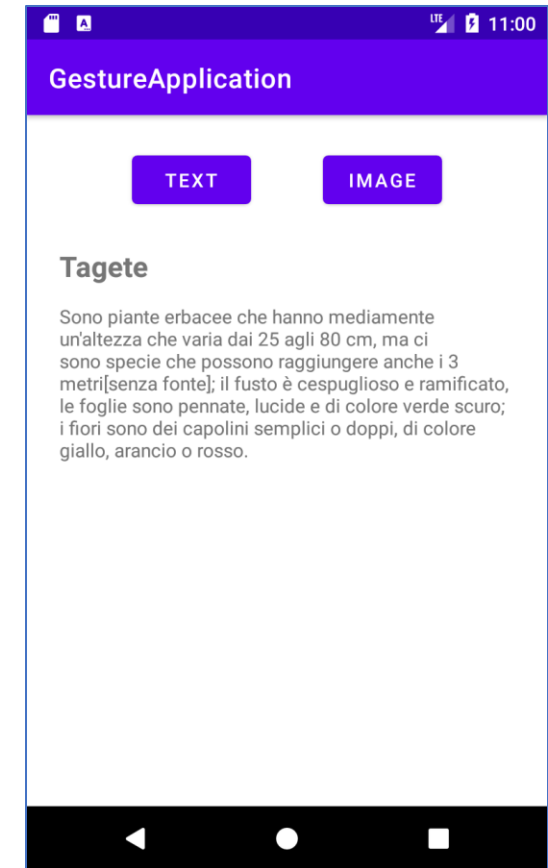 LTE 11:00
GestureApplication
TEXT IMAGE
Tagete
Sono piante erbacee che hanno mediamente
un'altezza che varia dai 25 agli 80 cm, ma ci
sono specie che possono raggiungere anche i 3
metri[senza fonte]; il fusto è cespuglioso e ramificato,
le foglie sono pennate, lucide e di colore verde scuro;
i fiori sono dei capolini semplici o doppi, di colore
giallo, arancio o rosso.